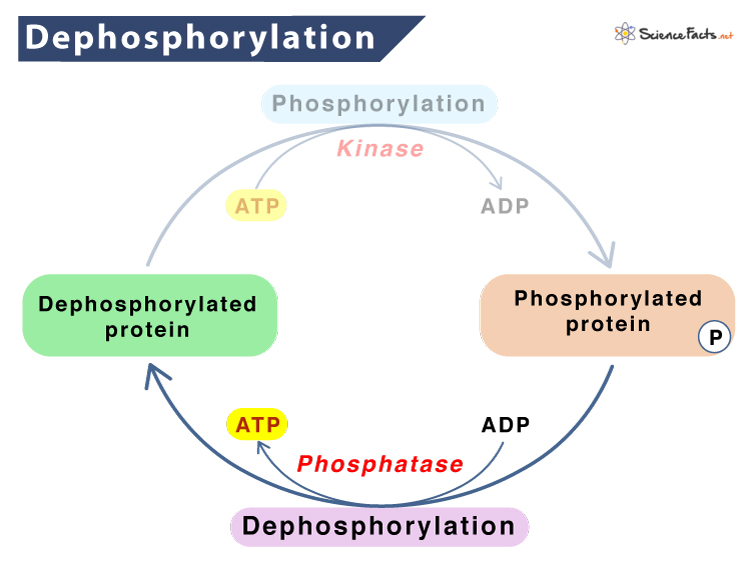 Dephosphorylation
ScienceFacts.net
Phosphorylation
Kinase
ATP
ADP
Dephosphorylated
protein
Phosphorylated
protein
P
ATP
ADP
Phosphatase
Dephosphorylation